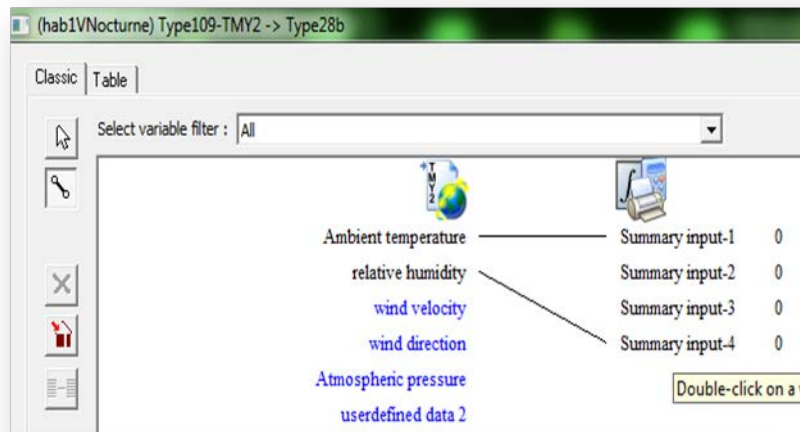 (hab1VNocturne) Type109-TMY2 -> Type28b
Classic Table
Select variable filter : All
TMY2
Ambient temperature Summary input-1 0
relative humidity Summary input-2 0
wind velocity Summary input-3 0
wind direction Summary input-4 0
Atmospheric pressure
Double-click on a
userdefined data 2